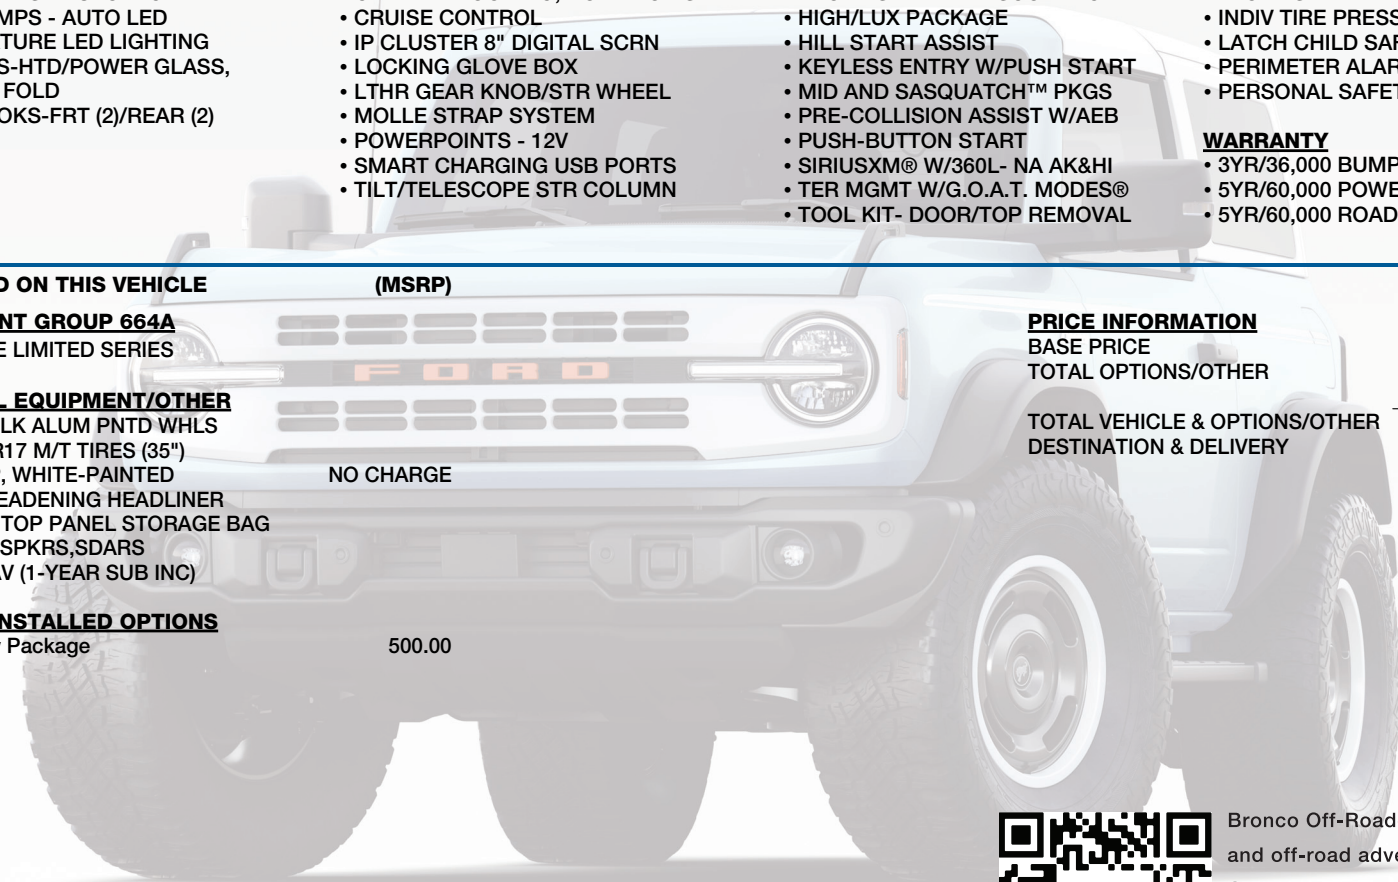 MPS - AUTO LED
TURE LED LIGHTING
S-HTD/POWER GLASS,
FOLD
OKS-FRT (2)/REAR (2)
• CRUISE CONTROL
• IP CLUSTER 8" DIGITAL SCRN
• LOCKING GLOVE BOX
• LTHR GEAR KNOB/STR WHEEL
• MOLLE STRAP SYSTEM
• POWERPOINTS - 12V
• SMART CHARGING USB PORTS
• TILT/TELESCOPE STR COLUMN
• HIGH/LUX PACKAGE
• HILL START ASSIST
• KEYLESS ENTRY W/PUSH START
• MID AND SASQUATCH™ PKGS
• PRE-COLLISION ASSIST W/AEB
• PUSH-BUTTON START
• SIRIUSXM® W/360L- NA AK&HI
• TER MGMT W/G.O.A.T. MODES®
• TOOL KIT- DOOR/TOP REMOVAL
• INDIV TIRE PRESS
• LATCH CHILD SAF
• PERIMETER ALAR
• PERSONAL SAFET
WARRANTY
• 3YR/36,000 BUMP
• 5YR/60,000 POWE
• 5YR/60,000 ROAD
D ON THIS VEHICLE (MSRP)
NT GROUP 664A
E LIMITED SERIES
L EQUIPMENT/OTHER
LK ALUM PNTD WHLS
R17 M/T TIRES (35")
, WHITE-PAINTED NO CHARGE
EADENING HEADLINER
TOP PANEL STORAGE BAG
SPKRS,SDARS
AV (1-YEAR SUB INC)
NSTALLED OPTIONS
Package 500.00
PRICE INFORMATION
BASE PRICE
TOTAL OPTIONS/OTHER
TOTAL VEHICLE & OPTIONS/OTHER
DESTINATION & DELIVERY
FORD
Bronco Off-Road
and off-road adve